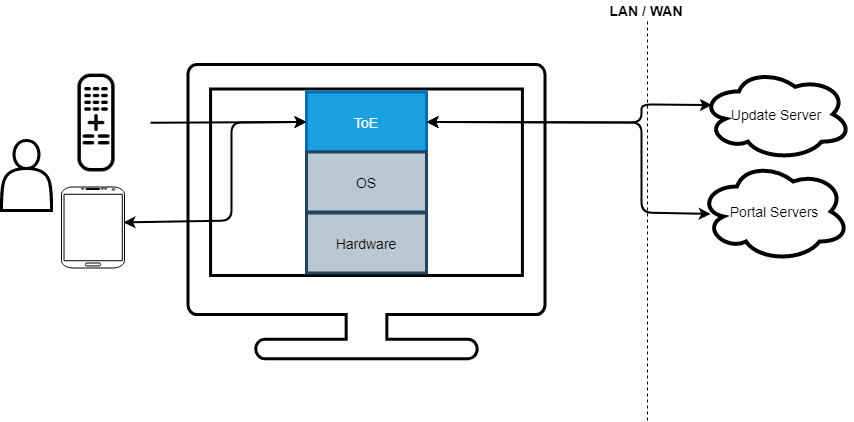 LAN / WAN
ToE
OS
Hardware
Update Server
Portal Servers